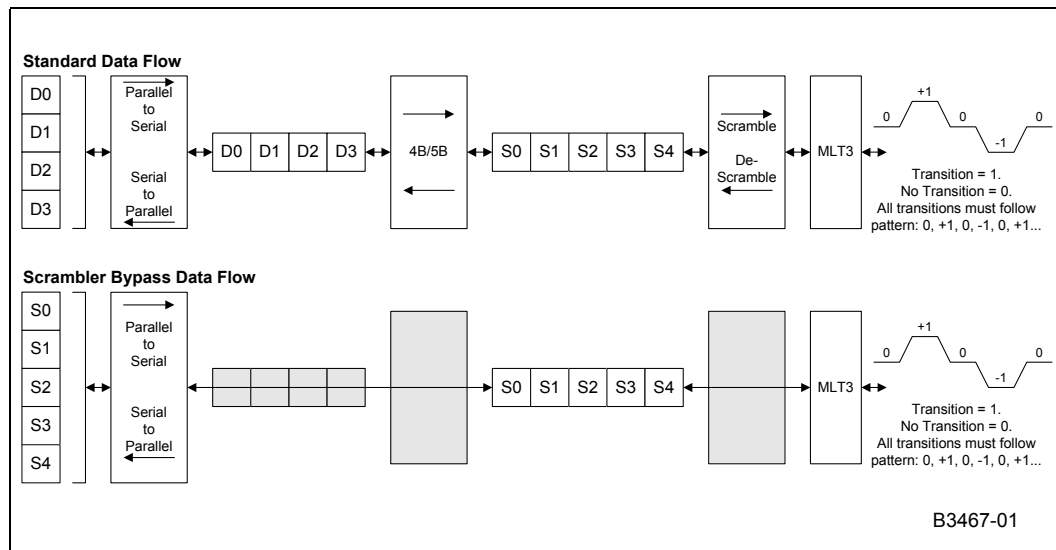 Standard Data Flow
D0
D1
D2
D3
Parallel
to
Serial
Serial
to
Parallel
D0 D1 D2 D3
4B/5B
S0 S1 S2 S3 S4
Scramble
De-
Scramble
MLT3
0 +1 0 -1 0
Transition = 1.
No Transition = 0.
All transitions must follow
pattern: 0, +1, 0, -1, 0, +1...
Scrambler Bypass Data Flow
S0
S1
S2
S3
S4
Parallel
to
Serial
Serial
to
Parallel
S0 S1 S2 S3 S4
MLT3
0 +1 0 -1 0
Transition = 1.
No Transition = 0.
All transitions must follow
pattern: 0, +1, 0, -1, 0, +1...
B3467-01